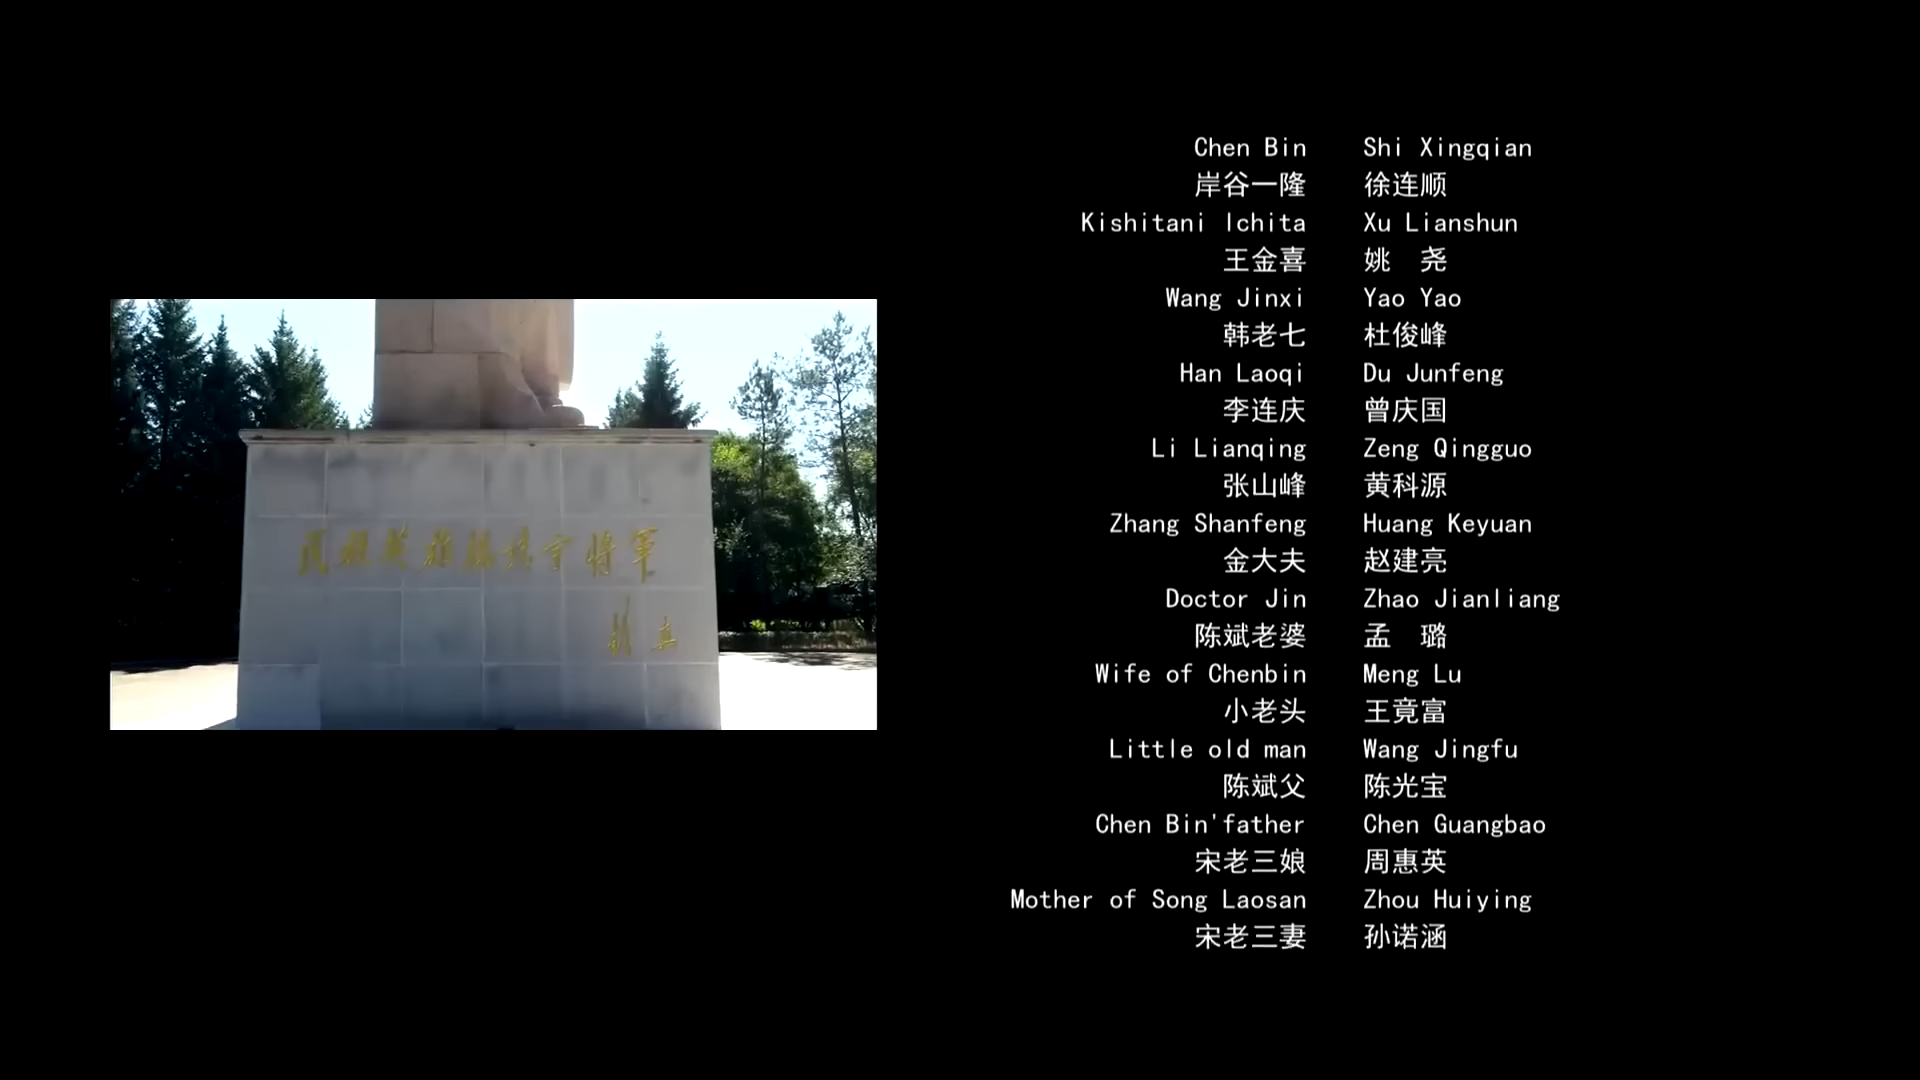 民族英雄杨靖宇将軍
彭真
Chen Bin Shi Xingqian
岸谷一隆 徐连顺
Kishitani Ichita Xu Lianshun
王金喜 姚 尧
Wang Jinxi Yao Yao
韩老七 杜俊峰
Han Laoqi Du Junfeng
李连庆 曾庆国
Li Lianqing Zeng Qingguo
张山峰 黄科源
Zhang Shanfeng Huang Keyuan
金大夫 赵建亮
Doctor Jin Zhao Jianliang
陈斌老婆 孟 璐
Wife of Chenbin Meng Lu
小老头 王竟富
Little old man Wang Jingfu
陈斌父 陈光宝
Chen Bin'father Chen Guangbao
宋老三娘 周惠英
Mother of Song Laosan Zhou Huiying
宋老三妻 孙诺涵